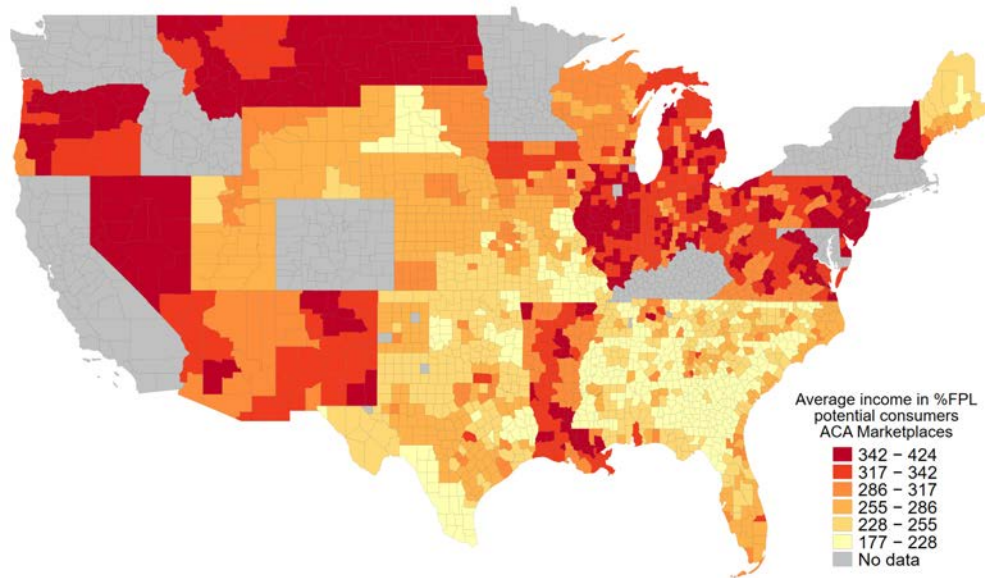 Average income in %FPL
potential consumers
ACA Marketplaces
342 − 424
317 − 342
286 − 317
255 − 286
228 − 255
177 − 228
No data